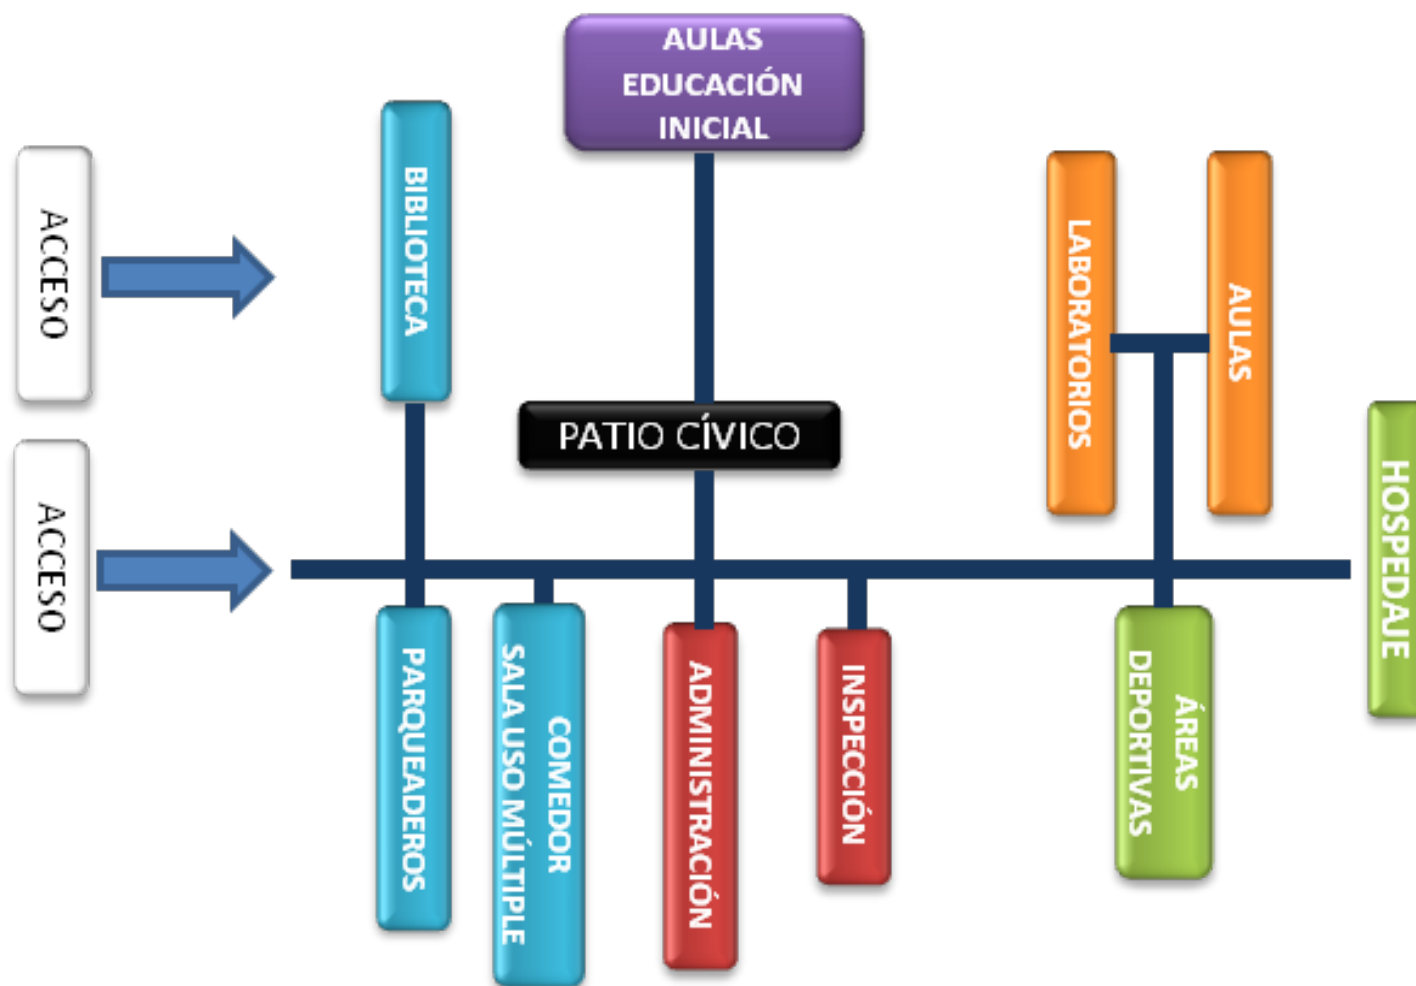 AULAS
EDUCACIÓN
INICIAL
ACCESO
BIBLIOTECA
LABORATORIOS
AULAS
PATIO CÍVICO
HOSPEDAJE
ACCESO
PARQUEADEROS
COMEDOR
SALA USO MÚLTIPLE
ADMINISTRACIÓN
INSPECCIÓN
ÁREAS
DEPORTIVAS